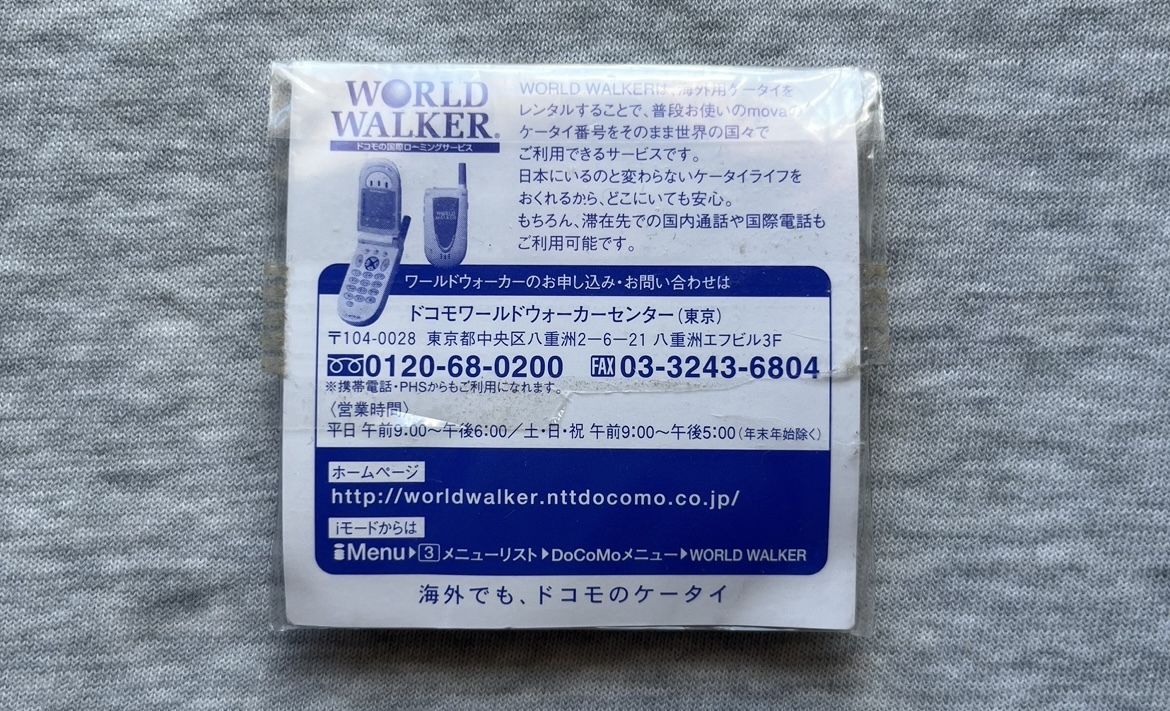 WORLD
WALKER®
ドコモの国際ローミングサービス
WORLD WALKERは、海外用ケータイを
レンタルすることで、普段お使いのmovaの
ケータイ番号をそのまま世界の国々で
ご利用できるサービスです。
日本にいるのと変わらないケータイライフを
おくれるから、どこにいても安心。
もちろん、滞在先での国内通話や国際電話も
ご利用可能です。
WORLD
WALKER
ワールドウォーカーのお申し込み・お問い合わせは
ドコモワールドウォーカーセンター(東京)
〒104-0028 東京都中央区八重洲2−6−21 八重洲エフビル3F
0120-68-0200 FAX 03-3243-6804
※携帯電話・PHSからもご利用になれます。
〈営業時間〉
平日 午前9:00〜午後6:00／土・日・祝 午前9:00〜午後5:00(年末年始除く)
ホームページ
http://worldwalker.nttdocomo.co.jp/
iモードからは
iMenu▶3メニューリスト▶DoCoMoメニュー▶WORLD WALKER
海外でも、ドコモのケータイ